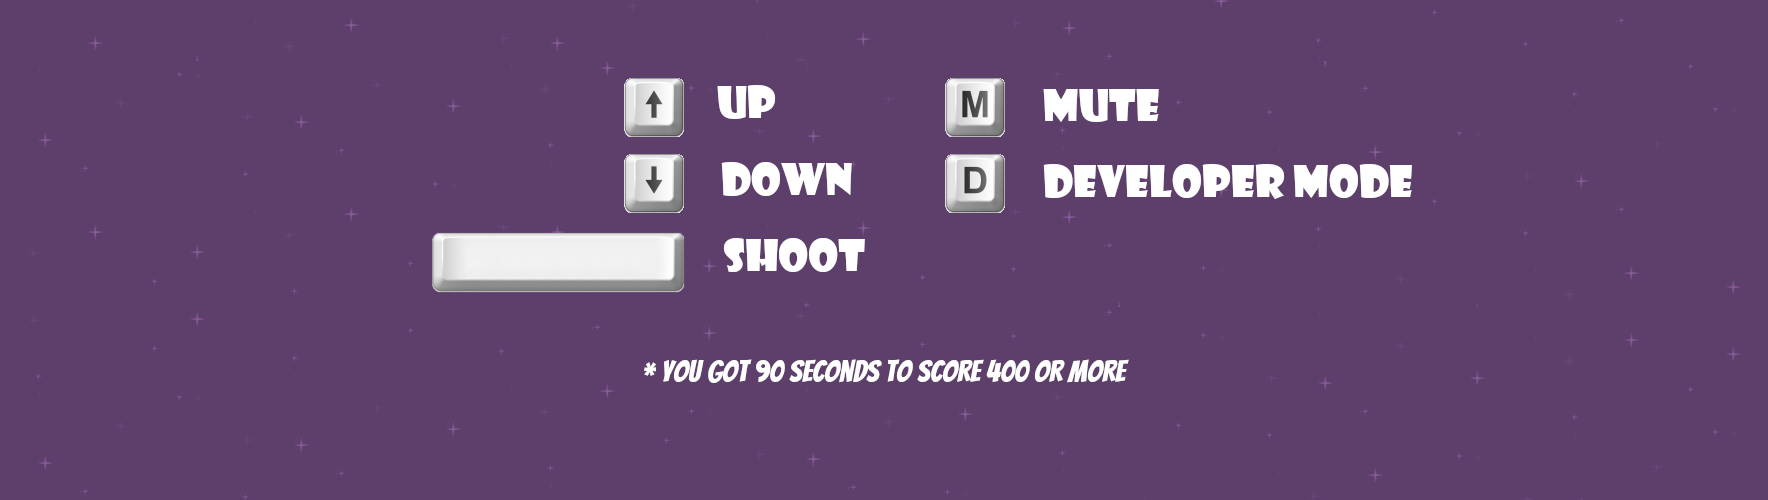 ↑ UP M MUTE
↓ DOWN D DEVELOPER MODE
SHOOT
* YOU GOT 90 SECONDS TO SCORE 400 OR MORE